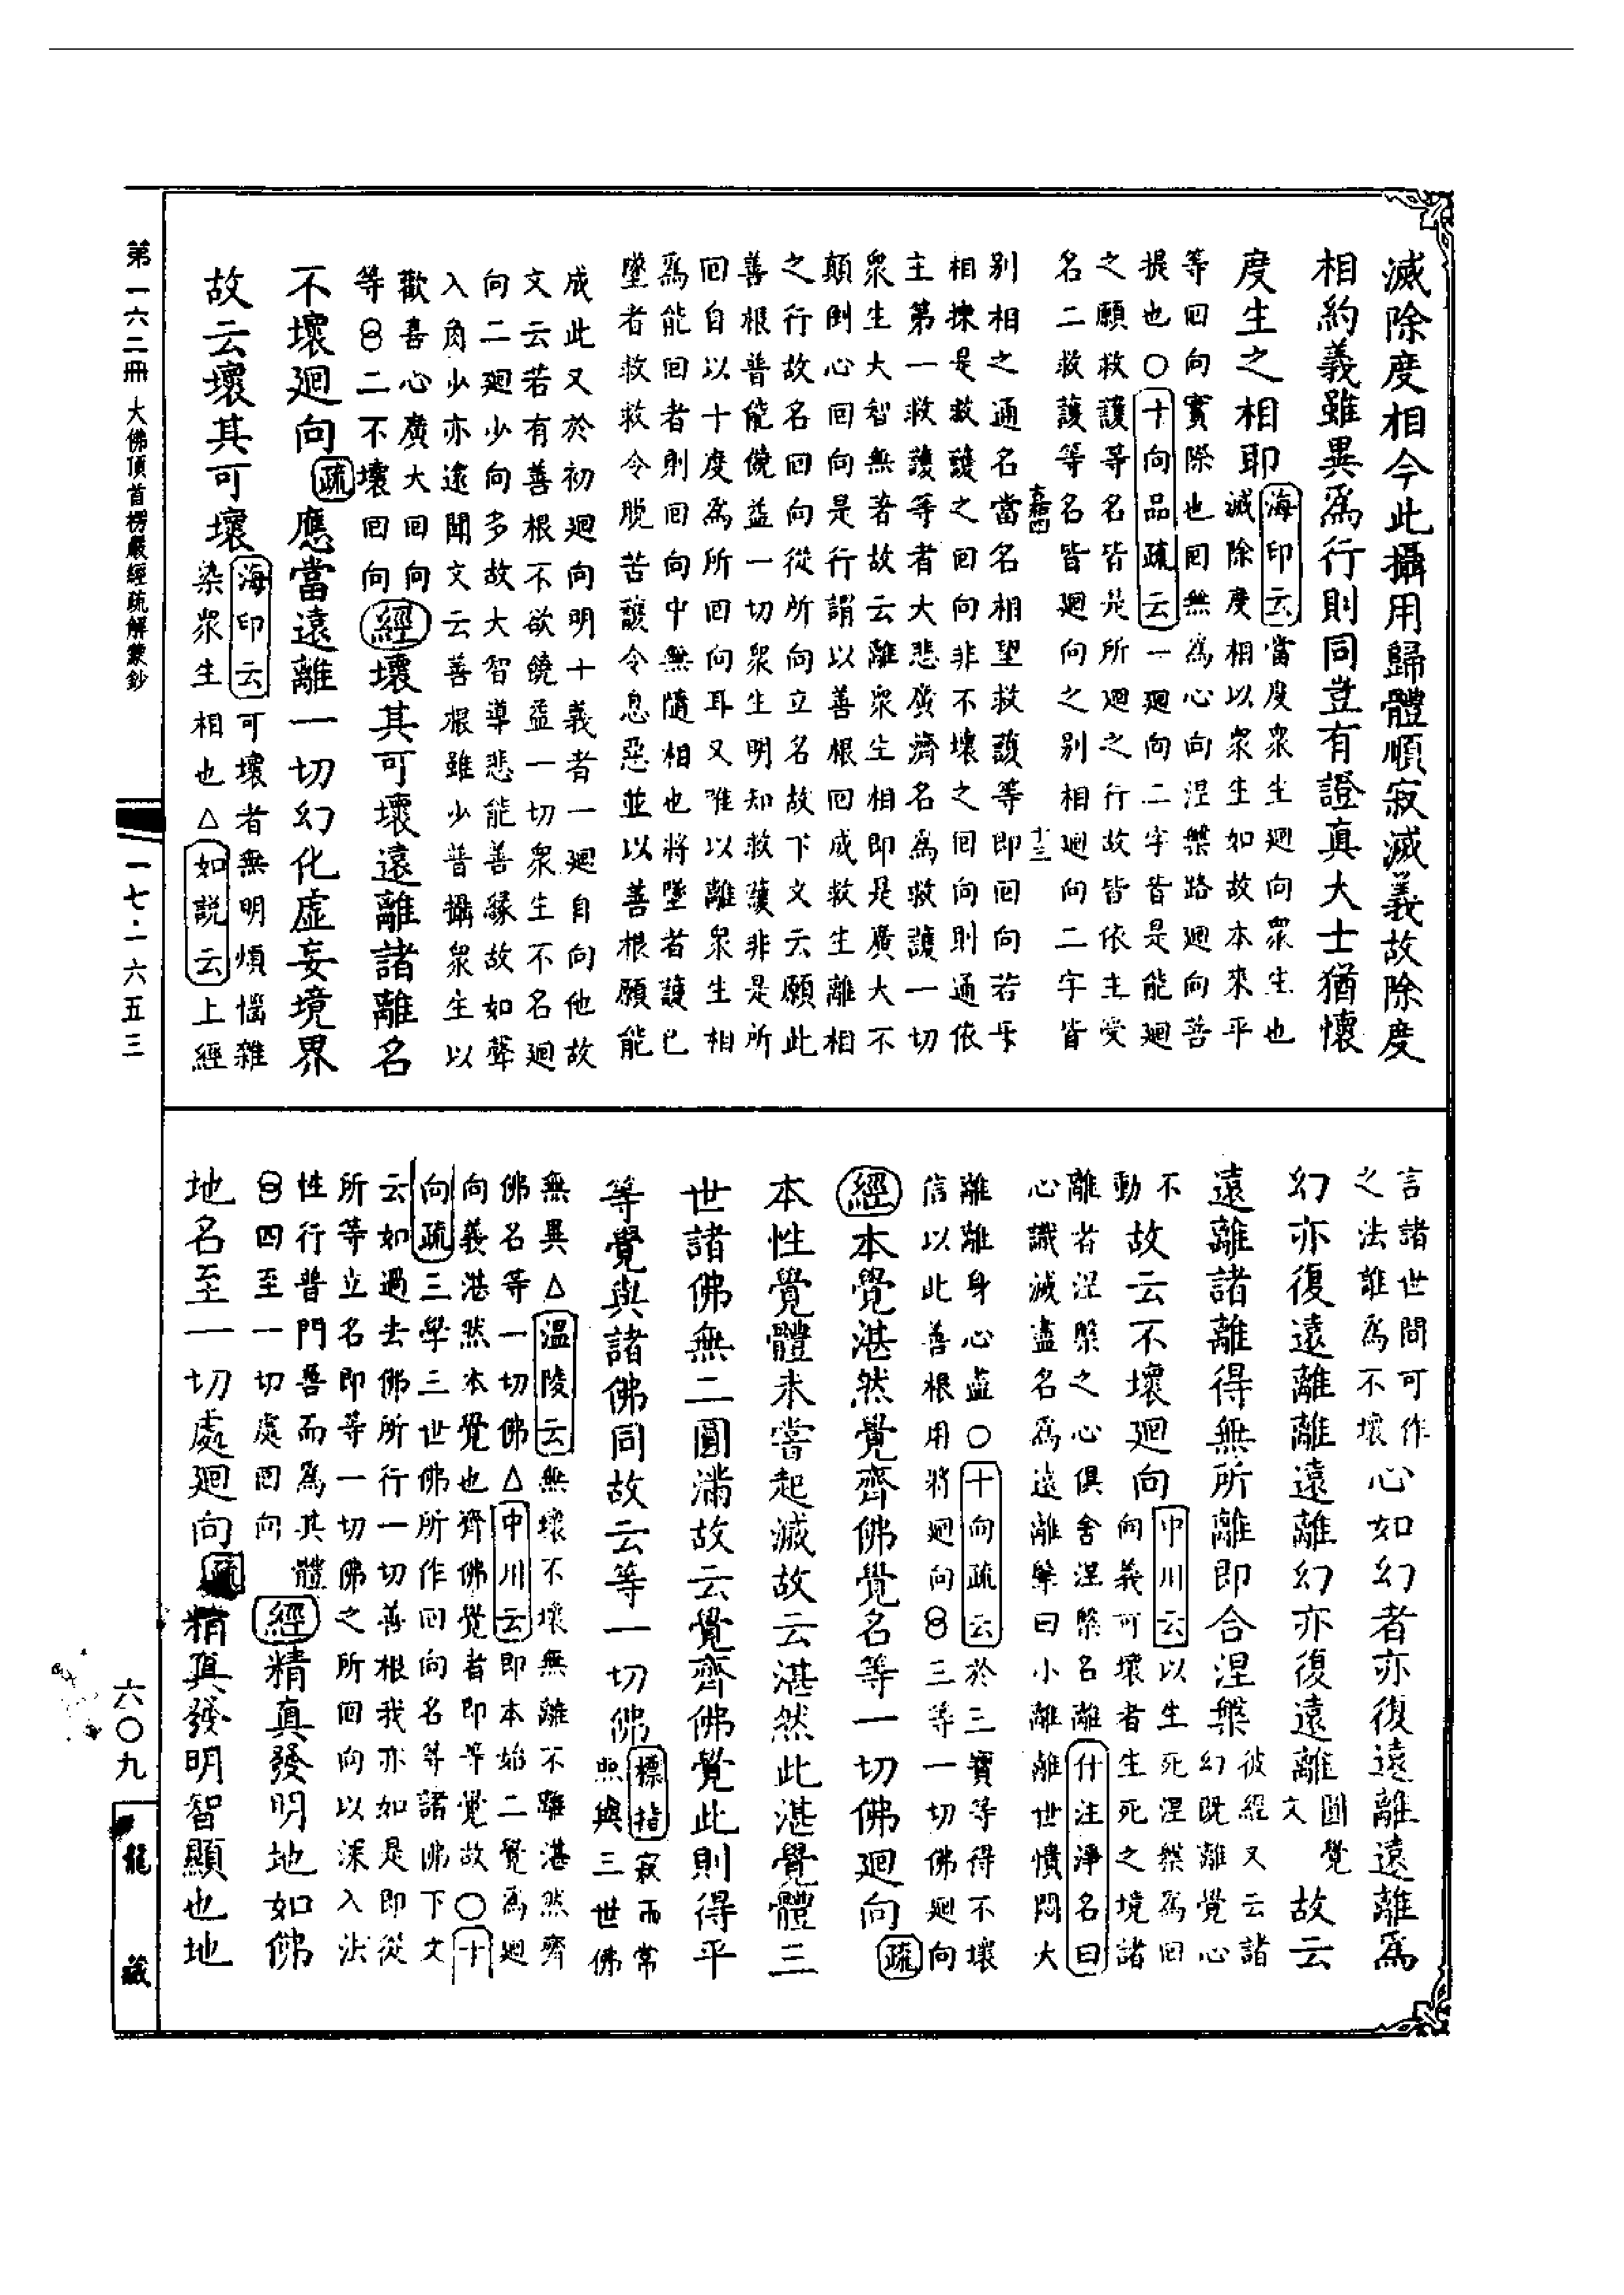 滅除度相今此攝用歸體順寂滅義故除度
相約義雖異爲行則同豈有證真大士猶懷
度生之相耶海印云當度衆生廻向衆生也
滅除度相以衆生如故本來平
等回向實際也回無爲心向涅槃路廻向菩
提也〇十向品疏云一廻向二字皆是能廻
之願救護等名皆是所廻之行故皆依主受
名二救護等名皆廻向之別相廻向二字皆
十三
別相之通名當名相望救護等即回向若互
相揀是救護之回向非不壞之回向則通依
主第一救護等者大悲廣濟名爲救護一切
衆生大智無著故云離衆生相即是廣大不
顛倒心回向是行謂以善根回成救生離相
之行故名回向從所向立名故下文云願此
善根普能饒益一切衆生明知救護非是所
回自以十度爲所回向耳又唯以離衆生相
爲能回者則回向中無隨相也將墜者護已
墜者救救令脫苦護令息惡並以善根願能
成此又於初廻向明十義者一廻自向他故
文云若有善根不欲饒益一切衆生不名廻
向二廻少向多故大智導悲能善緣故如聲
入角少亦遠聞文云善根雖少普攝衆生以
歡喜心廣大回向
等8二不壞回向經壞其可壞遠離諸離名
不壞廻向疏應當遠離一切幻化虛妄境界
故云壞其可壞海印云可壞者無明煩惱雜
染衆生相也△如説云上經
言諸世間可作
之法離爲不壞心如幻者亦復遠離遠離爲
幻亦復遠離離遠離幻亦復遠離圓覺文故云
遠離諸離得無所離即合涅槃彼經又云諸
幻既離覺心
不動故云不壞廻向中川云以生死涅槃爲回
向義可壞者生死之境諸
離者涅槃之心俱舍涅槃名離什注淨名曰
心識滅盡名爲遠離肇曰小離離世憒悶大
離離身心虛〇十向疏云於三寶等得不壞
信以此善根用將廻向8三等一切佛廻向
經本覺湛然覺齊佛覺名等一切佛廻向疏
本性覺體未嘗起滅故云湛然此湛覺體三
世諸佛無二圓滿故云覺齊佛覺此則得平
等覺與諸佛同故云等一切佛標指寂而常
照與三世佛
無異△溫陵云無壞不壞無離不離湛然齊
佛名等一切佛△中川云即本始二覺爲廻
向義湛然本覺也齊佛覺者即等覺故〇十
向疏三學三世佛所作回向名等諸佛下文
云如過去佛所行一切善根我亦如是即從
所等立名即等一切佛之所回向以深入法
性行普門善而爲其體
8四至一切處回向經精真發明地如佛
地名至一切處廻向疏精真發明智顯也地
第一六二冊 大佛頂首楞嚴經疏解蒙鈔
一七·一六五三
六〇九
龍藏